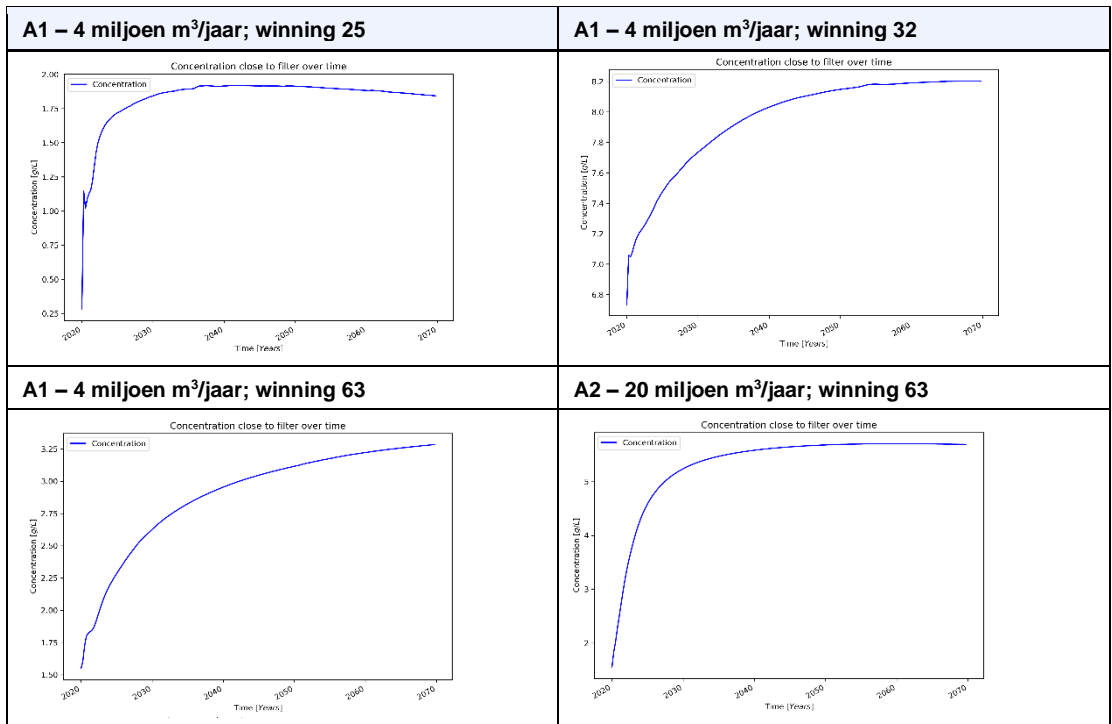 A1 – 4 miljoen m³/jaar; winning 25
Concentration close to filter over time
Concentration
2.00
1.75
1.50
1.25
1.00
0.75
0.50
0.25
Concentration [g/L]
2020 2030 2040 2050 2060 2070
Time [Years]
A1 – 4 miljoen m³/jaar; winning 32
Concentration close to filter over time
Concentration
8.2
8.0
7.8
7.6
7.4
7.2
7.0
6.8
Concentration [g/L]
2020 2030 2040 2050 2060 2070
Time [Years]
A1 – 4 miljoen m³/jaar; winning 63
Concentration close to filter over time
Concentration
3.25
3.00
2.75
2.50
2.25
2.00
1.75
1.50
Concentration [g/L]
2020 2030 2040 2050 2060 2070
Time [Years]
A2 – 20 miljoen m³/jaar; winning 63
Concentration close to filter over time
Concentration
5
4
3
2
Concentration [g/L]
2020 2030 2040 2050 2060 2070
Time [Years]